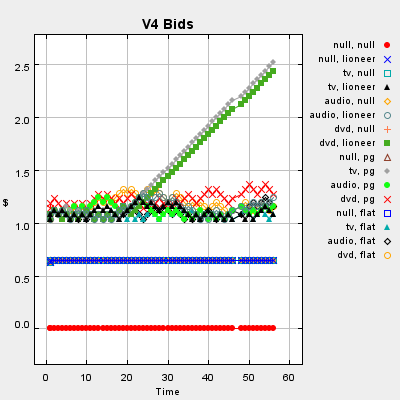 V4 Bids
2.5
2.0
1.5
1.0
0.5
0.0
$
0
10
20
30
40
50
60
Time
null, null
null, lioneer
tv, null
tv, lioneer
audio, null
audio, lioneer
dvd, null
dvd, lioneer
null, pg
tv, pg
audio, pg
dvd, pg
null, flat
tv, flat
audio, flat
dvd, flat